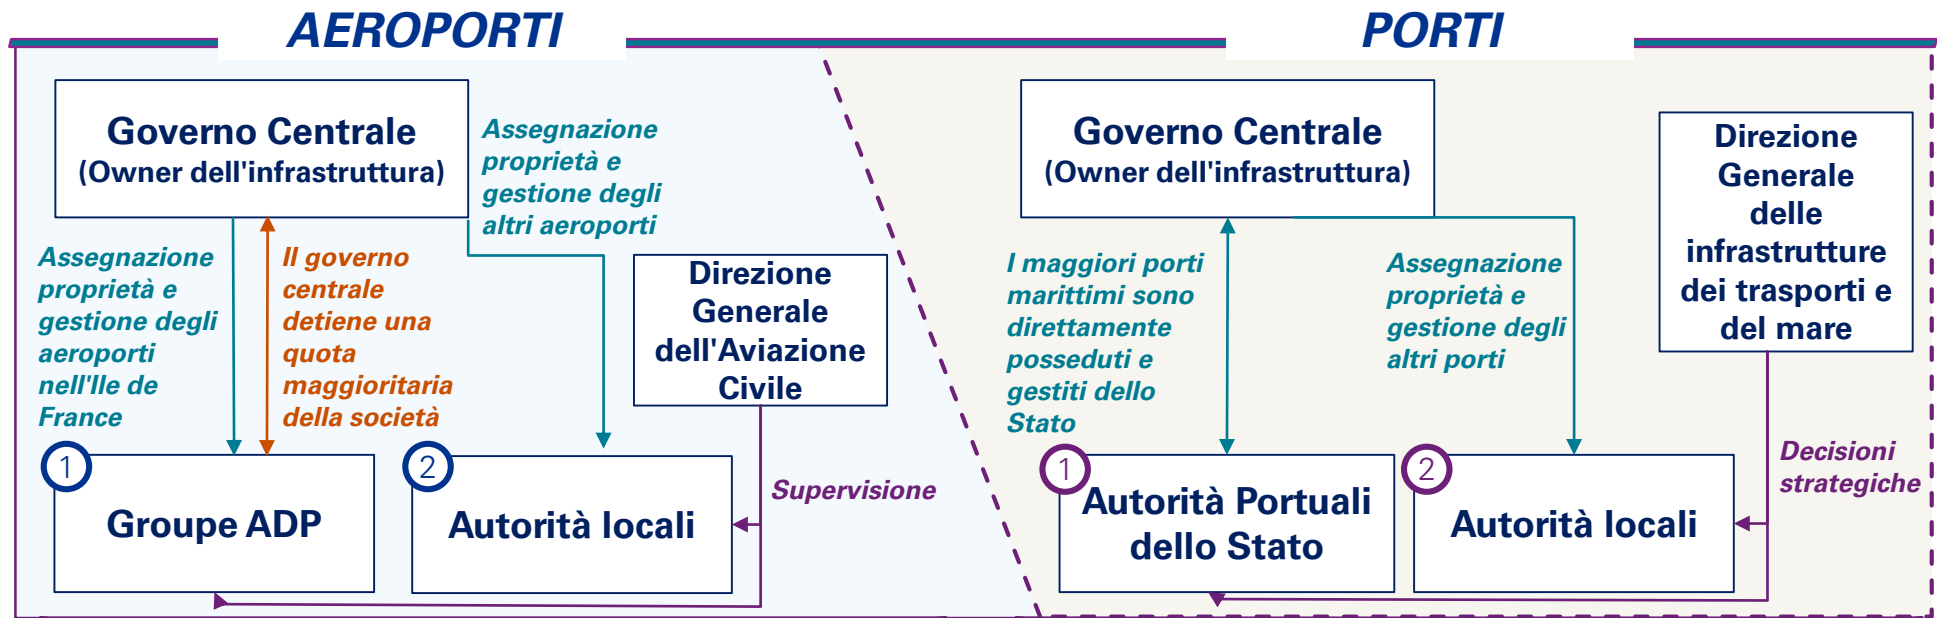 AEROPORTI
Governo Centrale
(Owner dell'infrastruttura)
Assegnazione
proprietà e
gestione degli
altri aeroporti
Assegnazione
proprietà e
gestione degli
aeroporti
nell'Ile de
France
Il governo
centrale
detiene una
quota
maggioritaria
della società
Direzione
Generale
dell'Aviazione
Civile
1
Groupe ADP
2
Autorità locali
Supervisione
PORTI
Governo Centrale
(Owner dell'infrastruttura)
Direzione
Generale
delle
infrastrutture
dei trasporti e
del mare
I maggiori porti
marittimi sono
direttamente
posseduti e
gestiti dello
Stato
Assegnazione
proprietà e
gestione degli
altri porti
1
Autorità Portuali
dello Stato
2
Autorità locali
Decisioni
strategiche